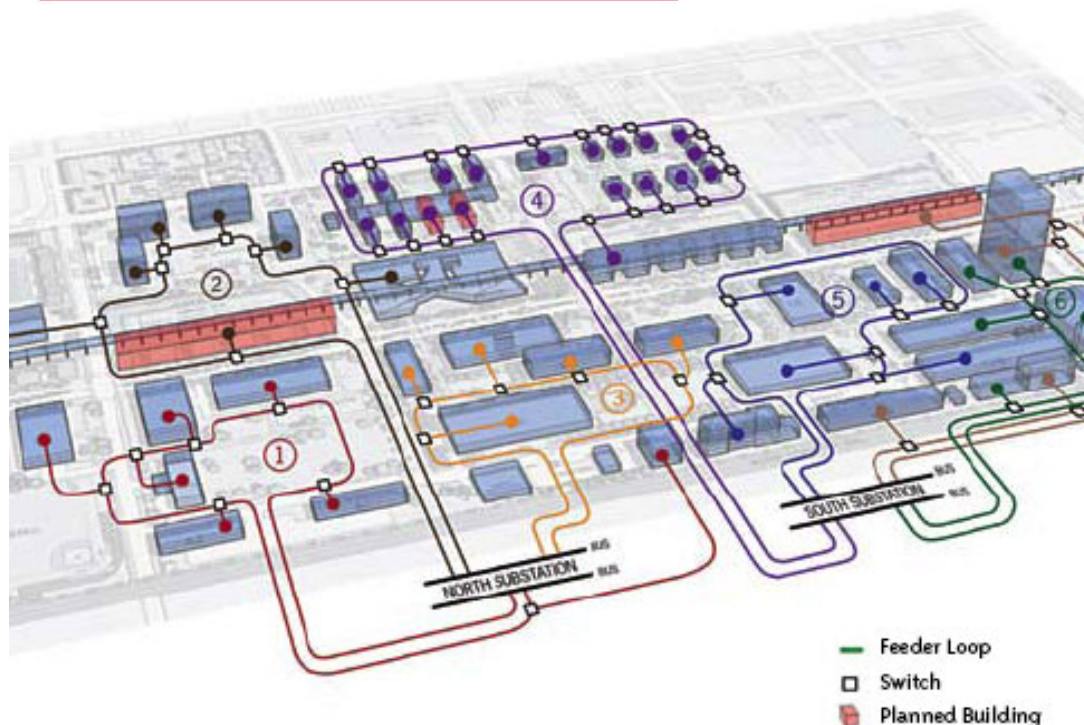 4
2
5
6
3
1
BUS
SOUTH SUBSTATION
BUS
BUS
NORTH SUBSTATION
BUS
Feeder Loop
Switch
Planned Building